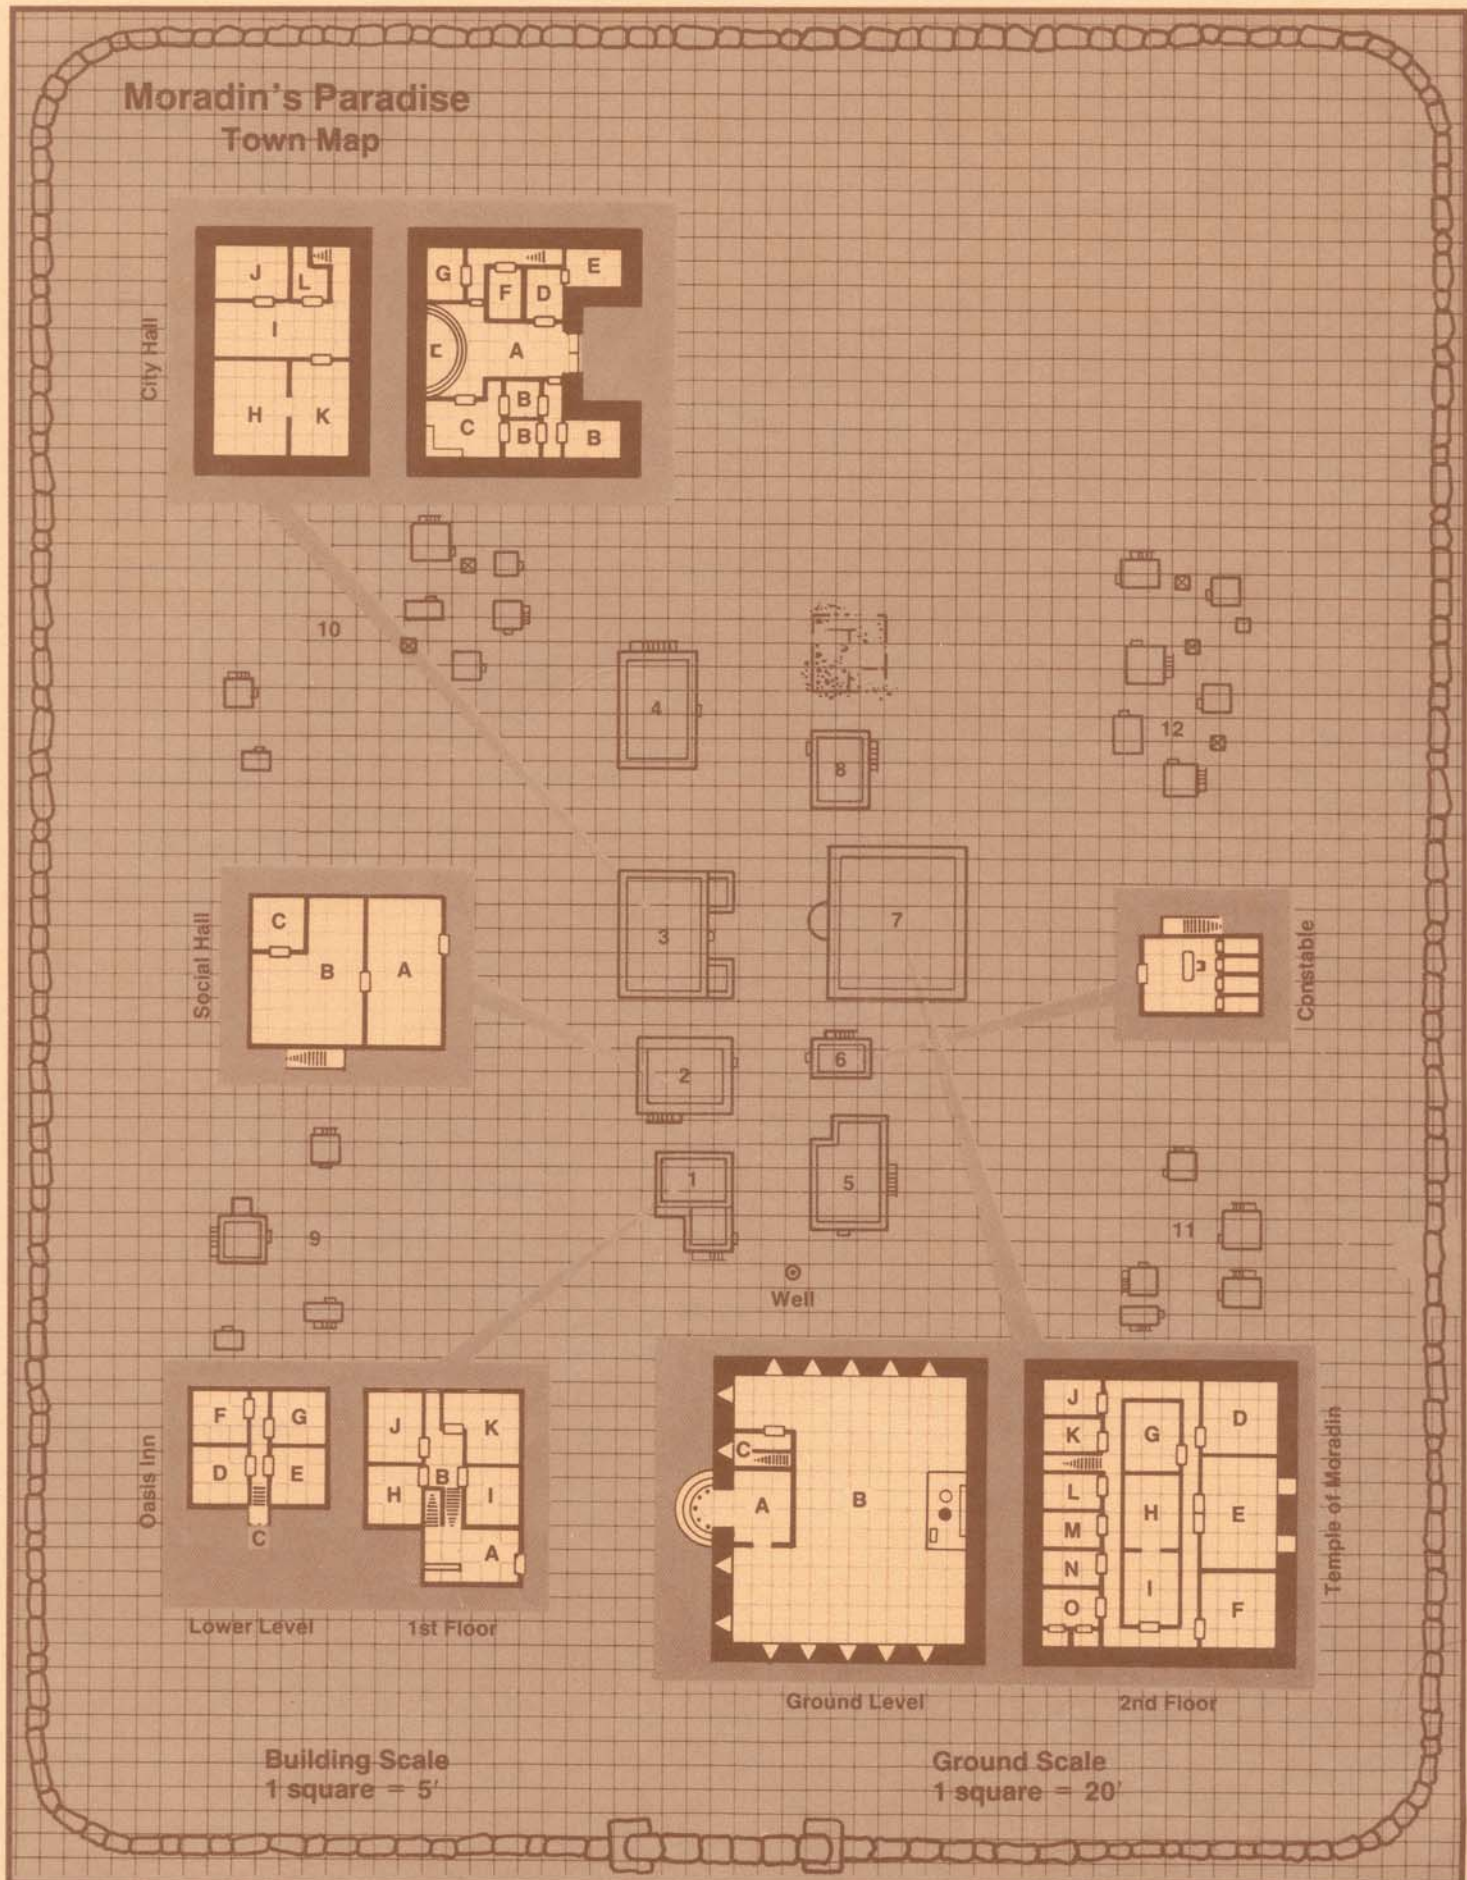 Moradin's Paradise
Town Map
City Hall
J
L
I
H
K
G
F
D
E
C
A
C
B
B
B
10
4
8
12
Social Hall
C
B
A
3
7
Constable
2
6
1
5
9
11
Well
Oasis Inn
F
G
D
E
C
J
K
B
H
I
A
Lower Level
1st Floor
C
A
B
J
K
L
M
N
O
G
H
I
D
E
F
Temple of Moradin
Ground Level
2nd Floor
Building Scale
1 square = 5'
Ground Scale
1 square = 20'